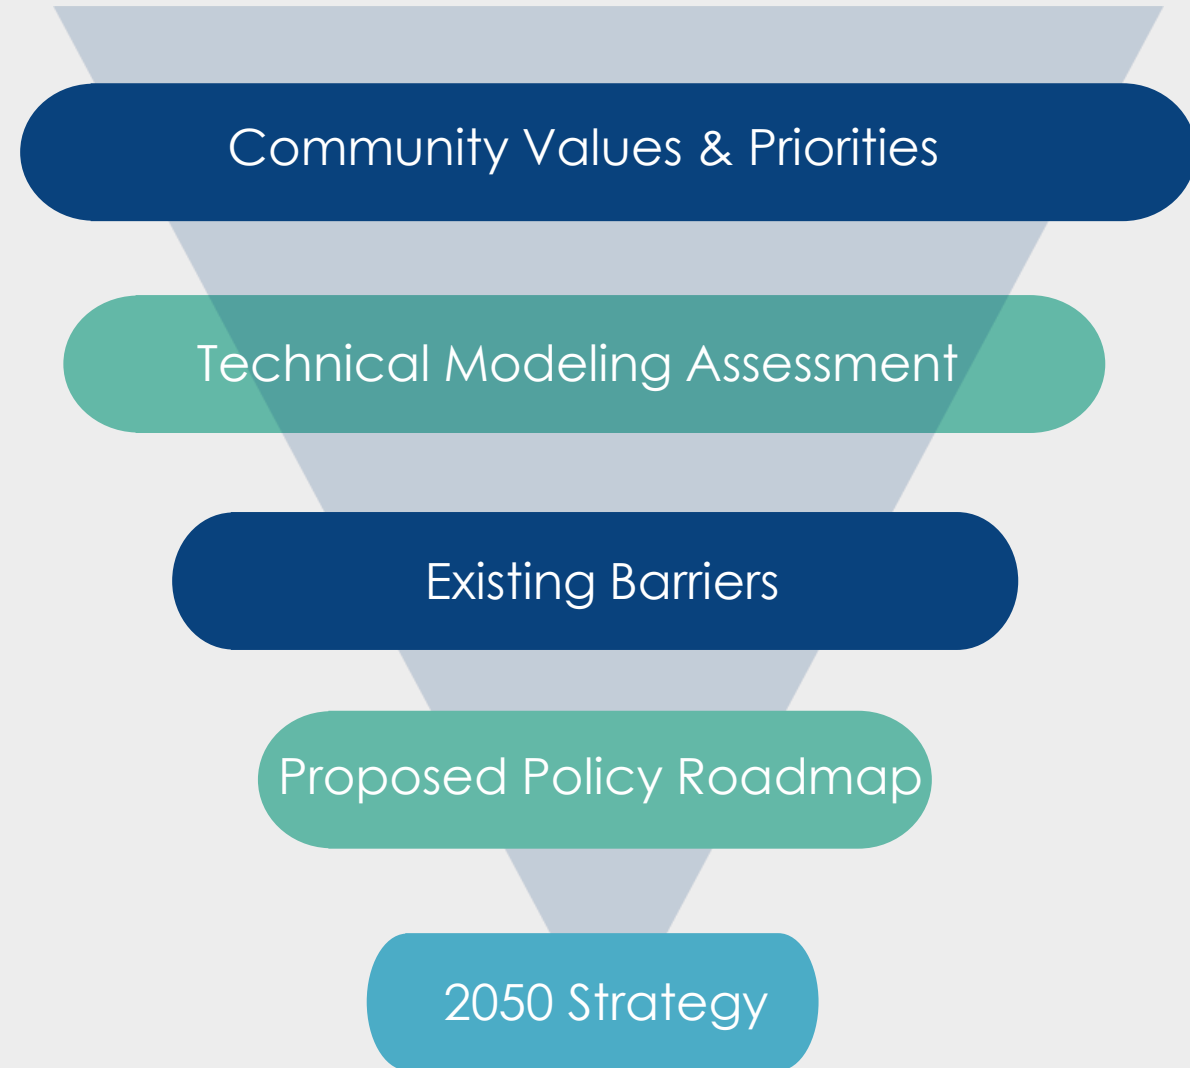 Community Values & Priorities
Technical Modeling Assessment
Existing Barriers
Proposed Policy Roadmap
2050 Strategy